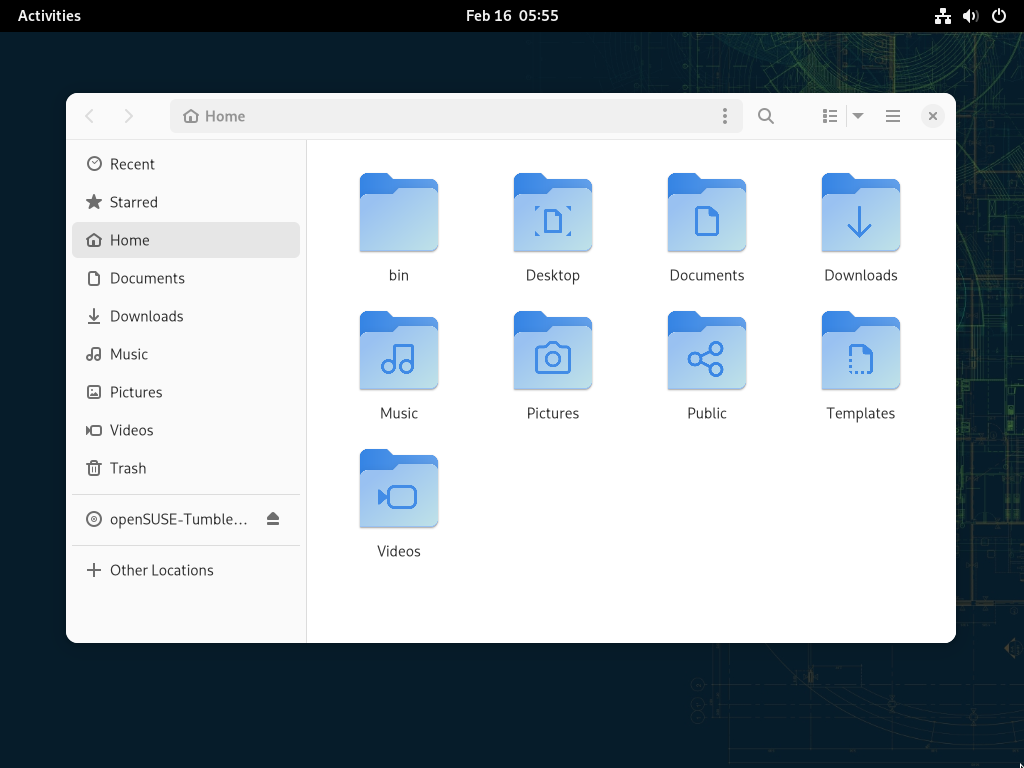 Activities
Feb 16 05:55
Home
Recent
Starred
Home
Documents
Downloads
Music
Pictures
Videos
Trash
openSUSE-Tumble…
Other Locations
bin
Desktop
Documents
Downloads
Music
Pictures
Public
Templates
Videos